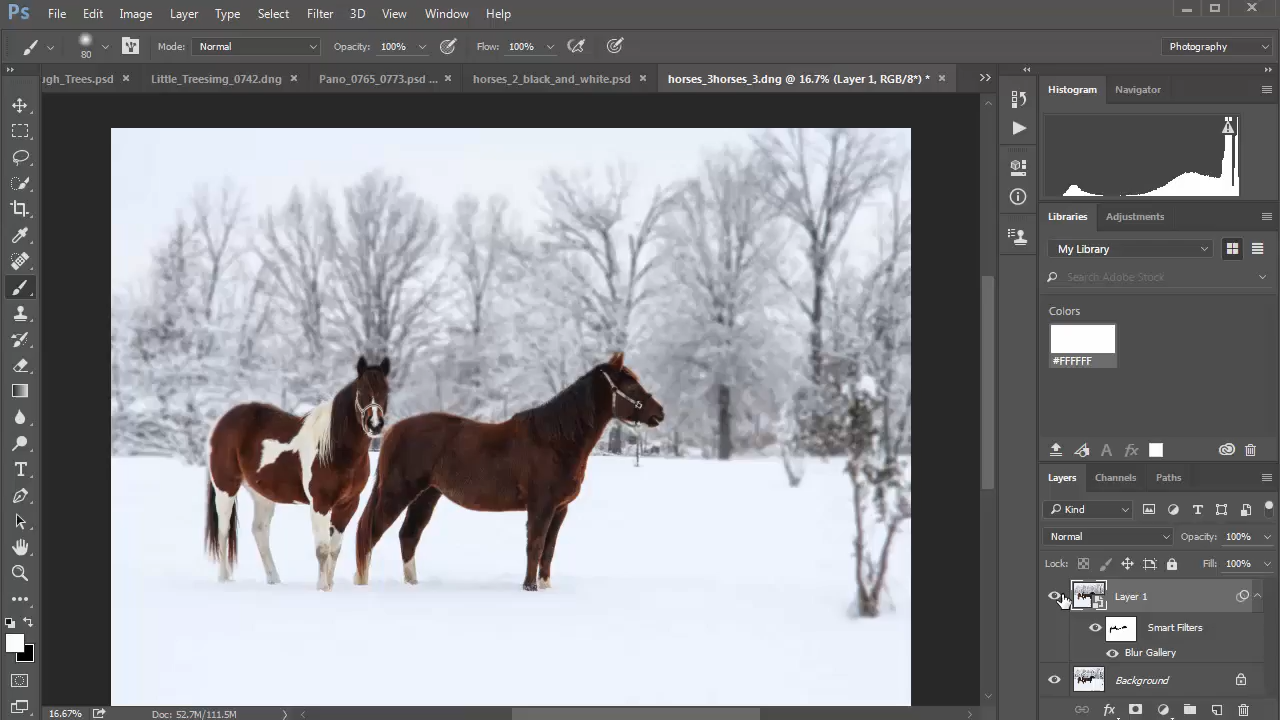 Ps File Edit Image Layer Type Select Filter 3D View Window Help
80 Mode: Normal Opacity: 100% Flow: 100% Photography
ugh_Trees.psd × Little_Treesimg_0742.dng × Pano_0765_0773.psd ... × horses_2_black_and_white.psd × horses_3horses_3.dng @ 16.7% (Layer 1, RGB/8*) * ×
Histogram Navigator
Libraries Adjustments
My Library
Search Adobe Stock
Colors
#FFFFFF
Layers Channels Paths
Kind
Normal Opacity: 100%
Lock: Fill: 100%
Layer 1
Smart Filters
Blur Gallery
Background
16.67% Doc: 52.7M/111.5M